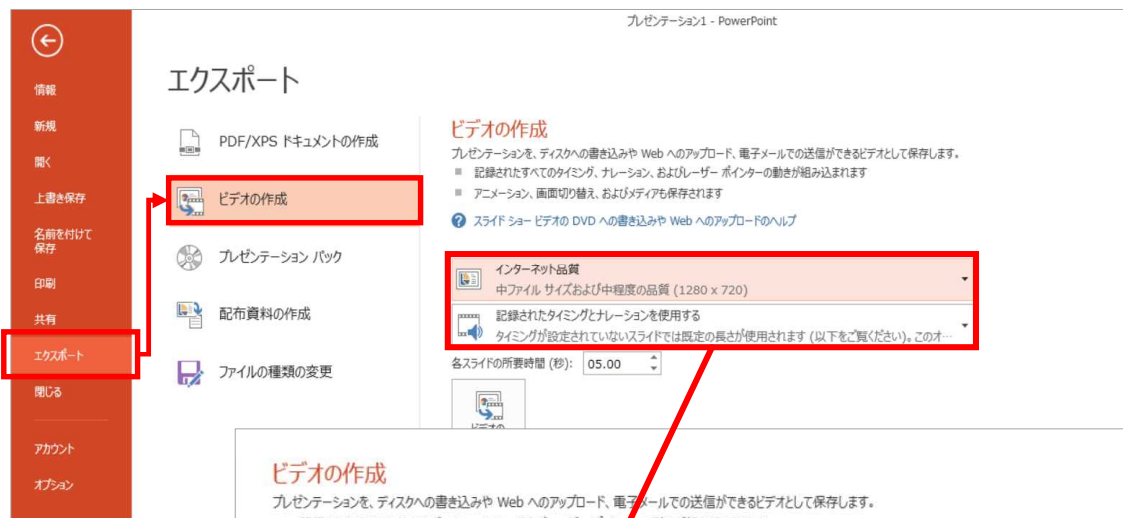 プレゼンテーション1 - PowerPoint
情報
新規
開く
上書き保存
名前を付けて
保存
印刷
共有
エクスポート
閉じる
アカウント
オプション
エクスポート
PDF/XPS ドキュメントの作成
ビデオの作成
プレゼンテーション パック
配布資料の作成
ファイルの種類の変更
ビデオの作成
プレゼンテーションを、ディスクへの書き込みや Web へのアップロード、電子メールでの送信ができるビデオとして保存します。
記録されたすべてのタイミング、ナレーション、およびレーザー ポインターの動きが組み込まれます
アニメーション、画面切り替え、およびメディアも保存されます
スライド ショー ビデオの DVD への書き込みや Web へのアップロードのヘルプ
インターネット品質
中ファイル サイズおよび中程度の品質 (1280 x 720)
記録されたタイミングとナレーションを使用する
タイミングが設定されていないスライドでは既定の長さが使用されます (以下をご覧ください)。このオ…
各スライドの所要時間 (秒): 05.00
ビデオの
ビデオの作成
プレゼンテーションを、ディスクへの書き込みや Web へのアップロード、電子メールでの送信ができるビデオとして保存します。